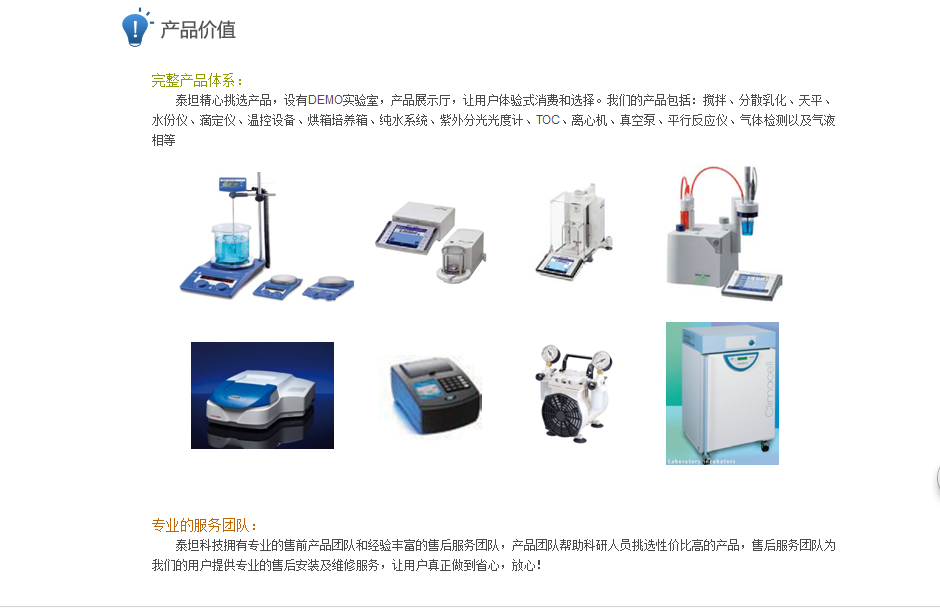 产品价值
完整产品体系：
泰坦精心挑选产品，设有DEMO实验室，产品展示厅，让用户体验式消费和选择。我们的产品包括：搅拌、分散乳化、天平、
水份仪、滴定仪、温控设备、烘箱培养箱、纯水系统、紫外分光光度计、TOC、离心机、真空泵、平行反应仪、气体检测以及气液
相等
Climacell
Laboratory Incubators
专业的服务团队：
泰坦科技拥有专业的售前产品团队和经验丰富的售后服务团队，产品团队帮助科研人员挑选性价比高的产品，售后服务团队为
我们的用户提供专业的售后安装及维修服务，让用户真正做到省心，放心！